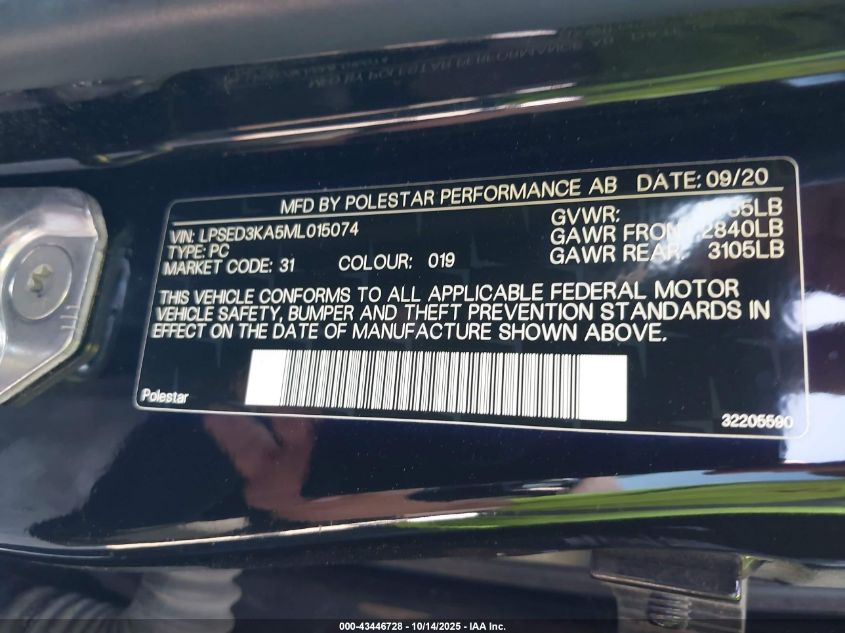 MFD BY POLESTAR PERFORMANCE AB DATE: 09/20
VIN: LPSED3KA5ML015074
TYPE: PC
MARKET CODE: 31 COLOUR: 019
GVWR:
GAWR FRONT: 2840LB
GAWR REAR: 3105LB
THIS VEHICLE CONFORMS TO ALL APPLICABLE FEDERAL MOTOR
VEHICLE SAFETY, BUMPER AND THEFT PREVENTION STANDARDS IN
EFFECT ON THE DATE OF MANUFACTURE SHOWN ABOVE.
Polestar
32205590
000-43446728 - 10/14/2025 - IAA Inc.